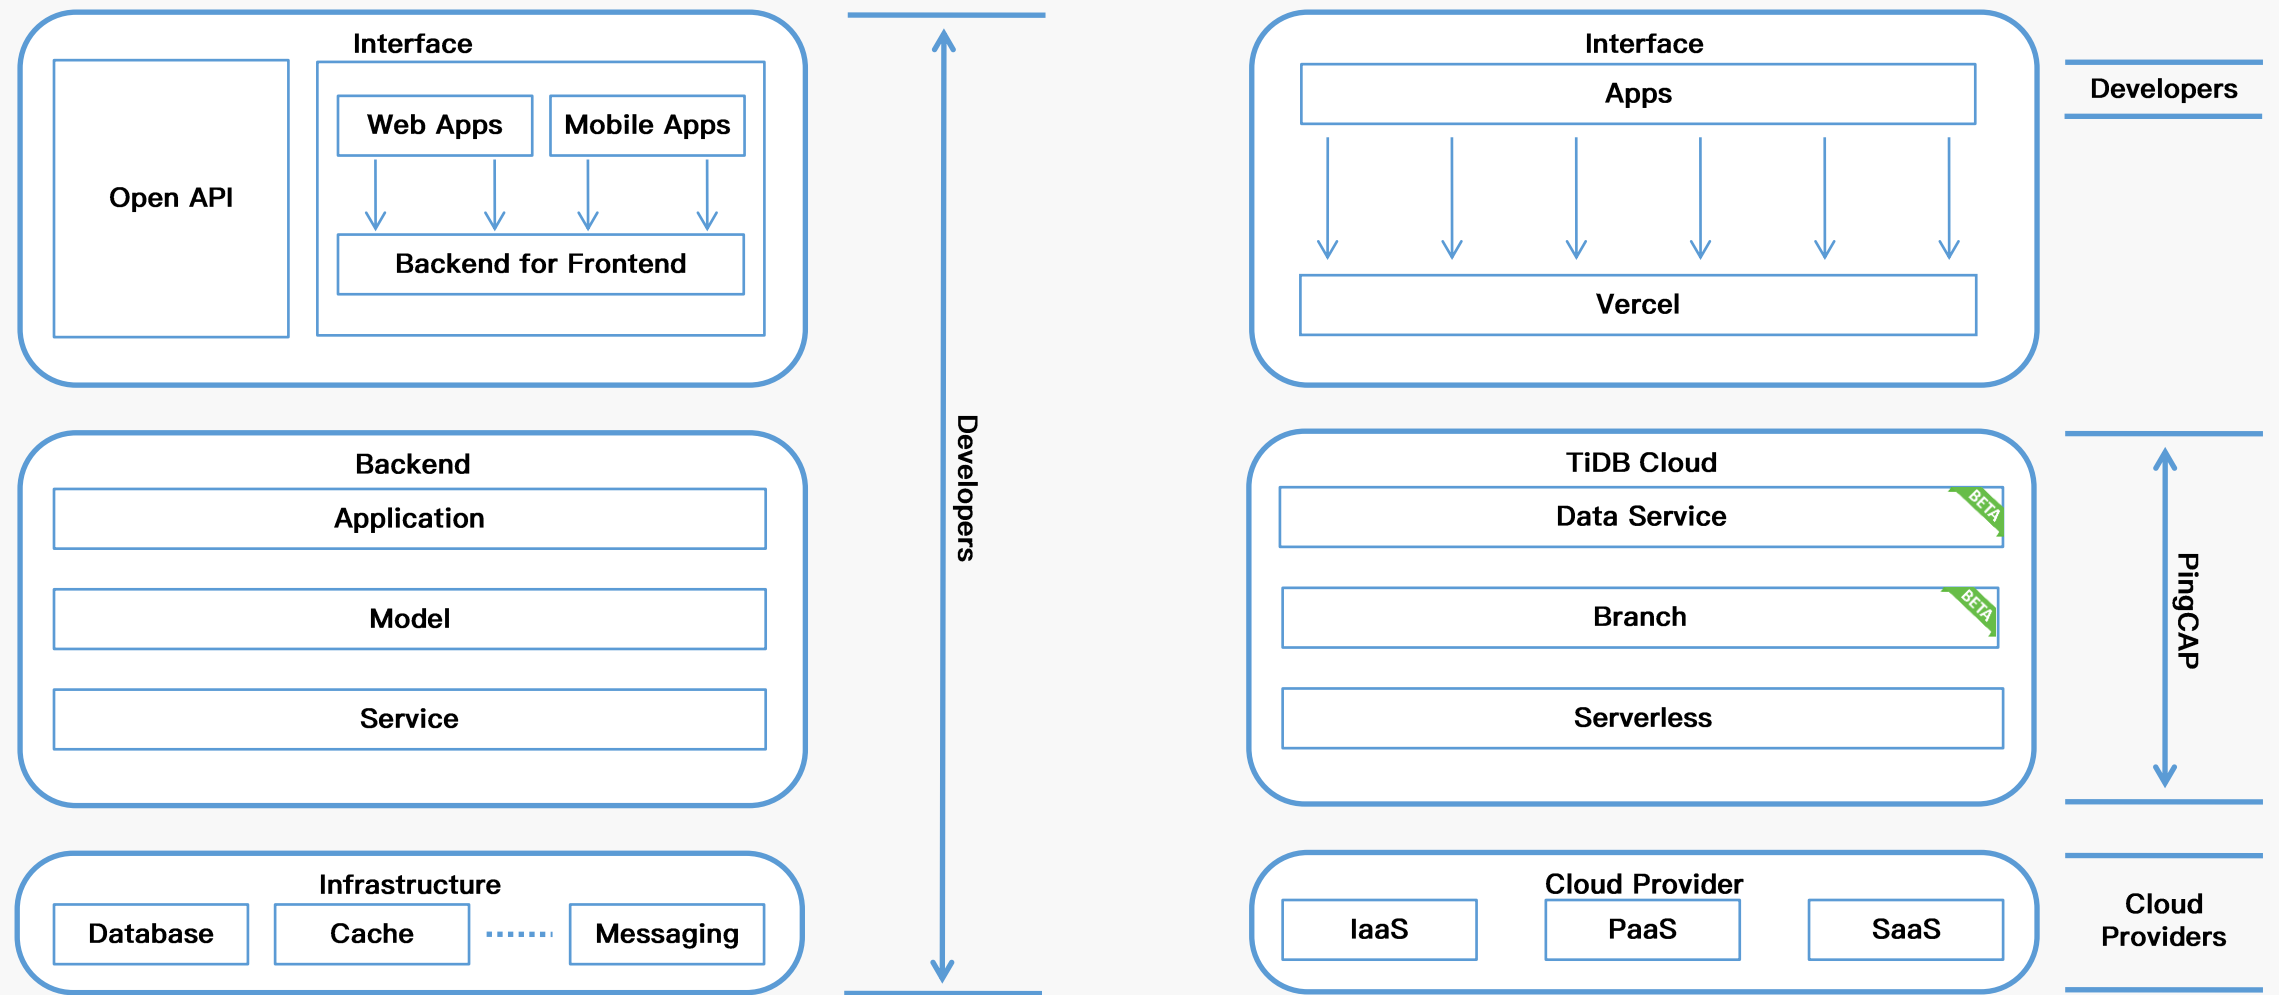 Interface
Open API
Web Apps
Mobile Apps
Backend for Frontend
Backend
Application
Model
Service
Infrastructure
Database
Cache
Messaging
Developers
Interface
Apps
Vercel
TiDB Cloud
Data Service
BETA
Branch
BETA
Serverless
Cloud Provider
IaaS
PaaS
SaaS
Developers
PingCAP
Cloud
Providers